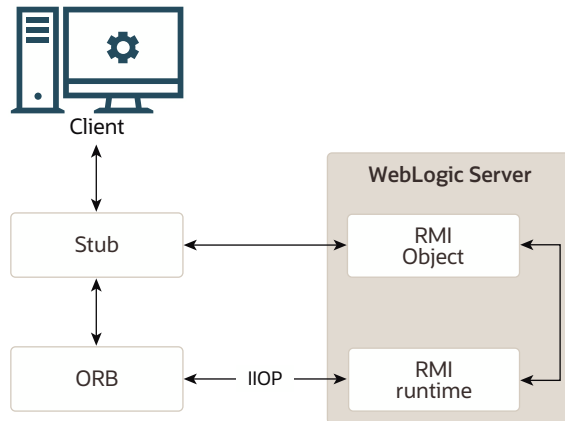 Client
WebLogic Server
Stub
RMI
Object
ORB
IIOP
RMI
runtime